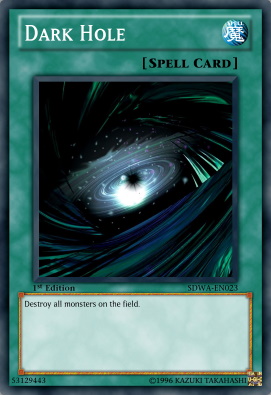 DARK HOLE
SPELL
魔
[SPELL CARD]
1st Edition SDWA-EN023
Destroy all monsters on the field.
53129443 ©1996 KAZUKI TAKAHASHI